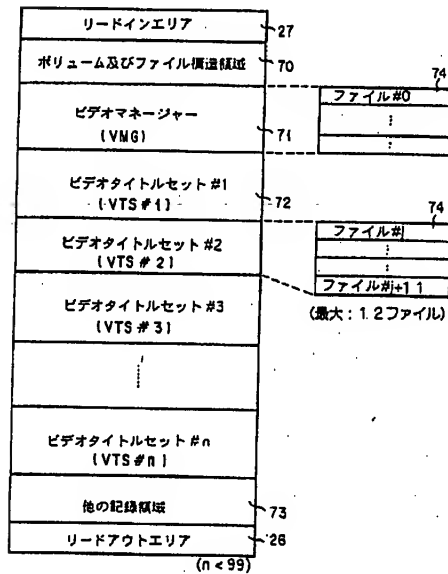 リードインエリア
27
ボリューム及びファイル構造領域
70
74
ファイル#0
ビデオマネージャー
(VMG)
71
ビデオタイトルセット#1
(VTS#1)
72
74
ビデオタイトルセット#2
(VTS#2)
ファイル#j
ファイル#j+11
(最大:12ファイル)
ビデオタイトルセット#3
(VTS#3)
ビデオタイトルセット#n
(VTS#n)
他の記録領域
73
リードアウトエリア
26
(n<99)